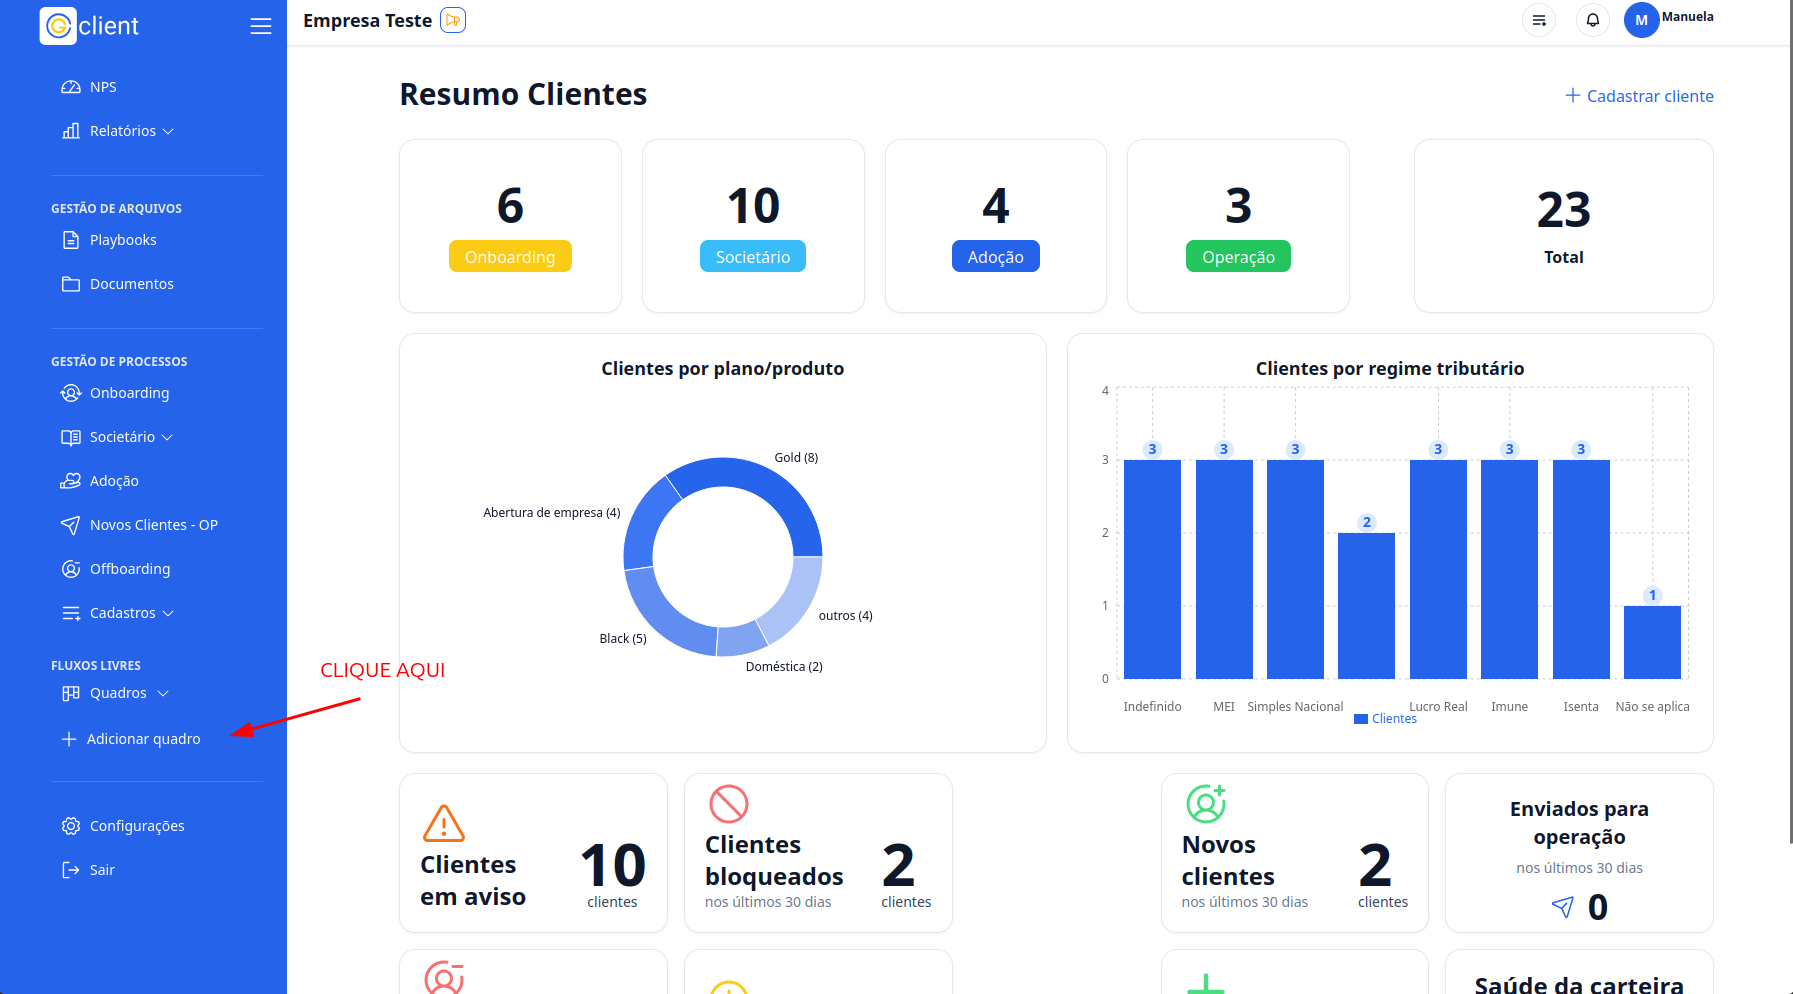 Gclient
NPS
Relatórios
GESTÃO DE ARQUIVOS
Playbooks
Documentos
GESTÃO DE PROCESSOS
Onboarding
Societário
Adoção
Novos Clientes - OP
Offboarding
Cadastros
FLUXOS LIVRES
Quadros
Adicionar quadro
Configurações
Sair
CLIQUE AQUI
Empresa Teste
M Manuela
Resumo Clientes
Cadastrar cliente
6
Onboarding
10
Societário
4
Adoção
3
Operação
23
Total
Clientes por plano/produto
Gold (8)
Abertura de empresa (4)
outros (4)
Black (5)
Doméstica (2)
Clientes por regime tributário
4
3
2
1
0
3 3 3 2 3 3 3 1
Indefinido MEI Simples Nacional Lucro Real Imune Isenta Não se aplica
Clientes
Clientes
em aviso
10
clientes
Clientes
bloqueados
nos últimos 30 dias
2
clientes
Novos
clientes
nos últimos 30 dias
2
clientes
Enviados para
operação
nos últimos 30 dias
0
Saúde da carteira